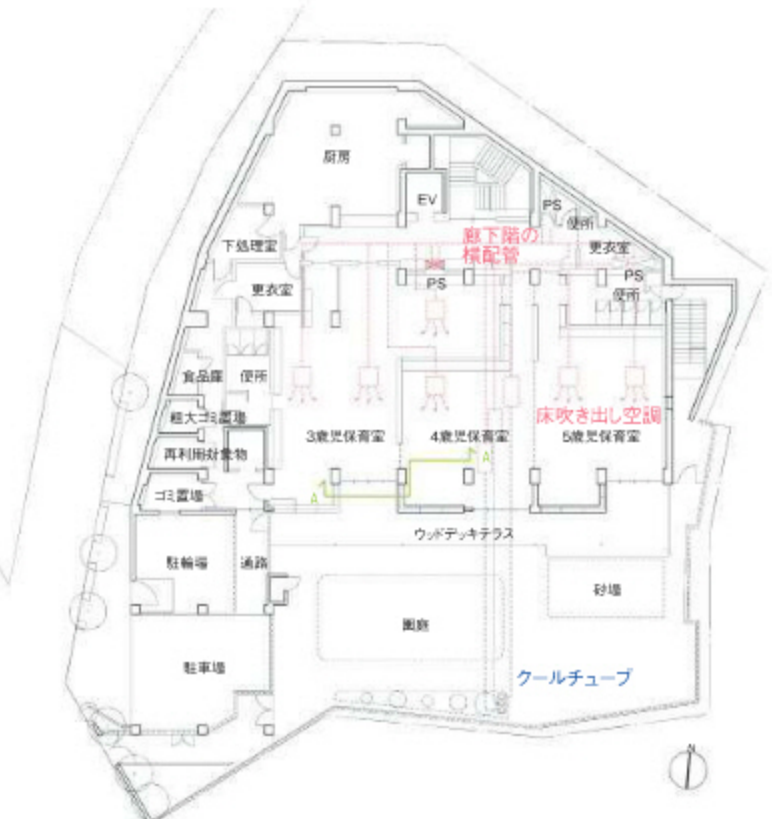 厨房
EV
PS
便所
廊下階の
横配管
更衣室
下処理室
PS
PS
便所
更衣室
食品庫
便所
粗大ゴミ置場
床吹き出し空調
3歳児保育室
4歳児保育室
5歳児保育室
再利用対象物
A
A
ゴミ置場
ウッドデッキテラス
駐輪場
通路
砂場
園庭
駐車場
クールチューブ
N